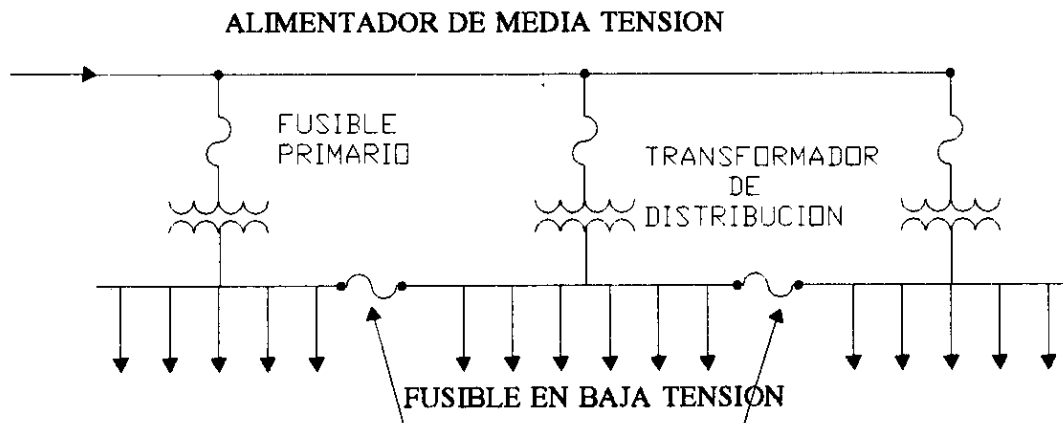 ALIMENTADOR DE MEDIA TENSION
FUSIBLE
PRIMARIO
TRANSFORMADOR
DE
DISTRIBUCION
FUSIBLE EN BAJA TENSION